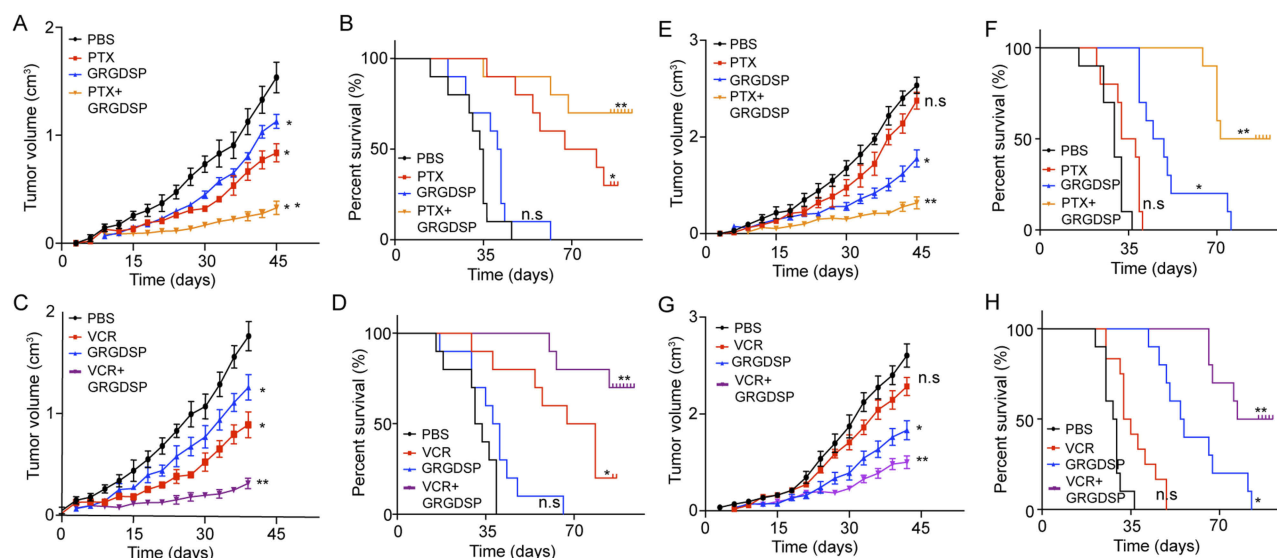 A
Tumor volume (cm³)
2
1
0
PBS
PTX
GRGDSP
PTX+
GRGDSP
*
*
* *
0 15 30 45
Time (days)
B
Percent survival (%)
100
50
0
PBS
PTX
GRGDSP
PTX+
GRGDSP
**
*
n.s
0 35 70
Time (days)
E
Tumor volume (cm³)
3
2
0
PBS
PTX
GRGDSP
PTX+
GRGDSP
n.s
*
**
0 15 30 45
Time (days)
F
Percent survival (%)
100
50
0
PBS
PTX
GRGDSP
PTX+
GRGDSP
**
*
n.s
0 35 70
Time (days)
C
Tumor volume (cm³)
2
1
0
PBS
VCR
GRGDSP
VCR+
GRGDSP
*
*
**
0 15 30 45
Time (days)
D
Percent survival (%)
100
50
0
PBS
VCR
GRGDSP
VCR+
GRGDSP
**
*
n.s
0 35 70
Time (days)
G
Tumor volume (cm³)
3
2
0
PBS
VCR
GRGDSP
VCR+
GRGDSP
n.s
*
**
0 15 30 45
Time (days)
H
Percent survival (%)
100
50
0
PBS
VCR
GRGDSP
VCR+
GRGDSP
**
n.s
*
0 35 70
Time (days)